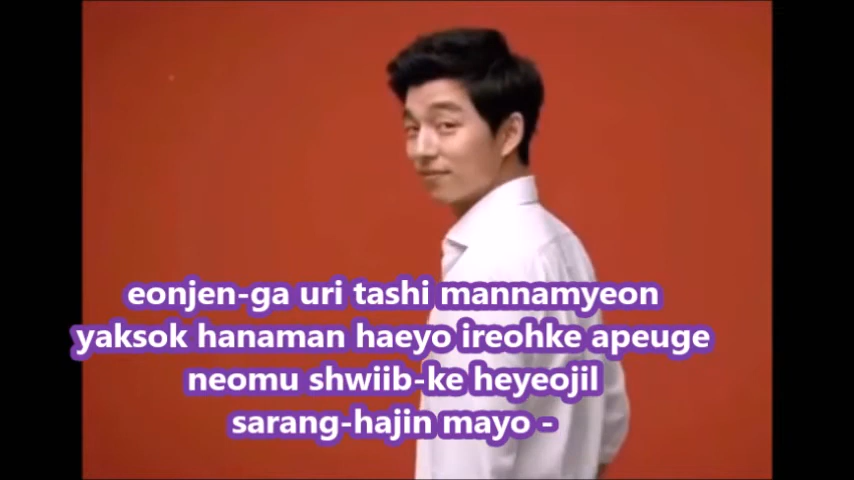 eonjen-ga uri tashi mannamyeon
yaksok hanaman haeyo ireohke apeuge
neomu shwiib-ke heyeojil
sarang-hajin mayo -